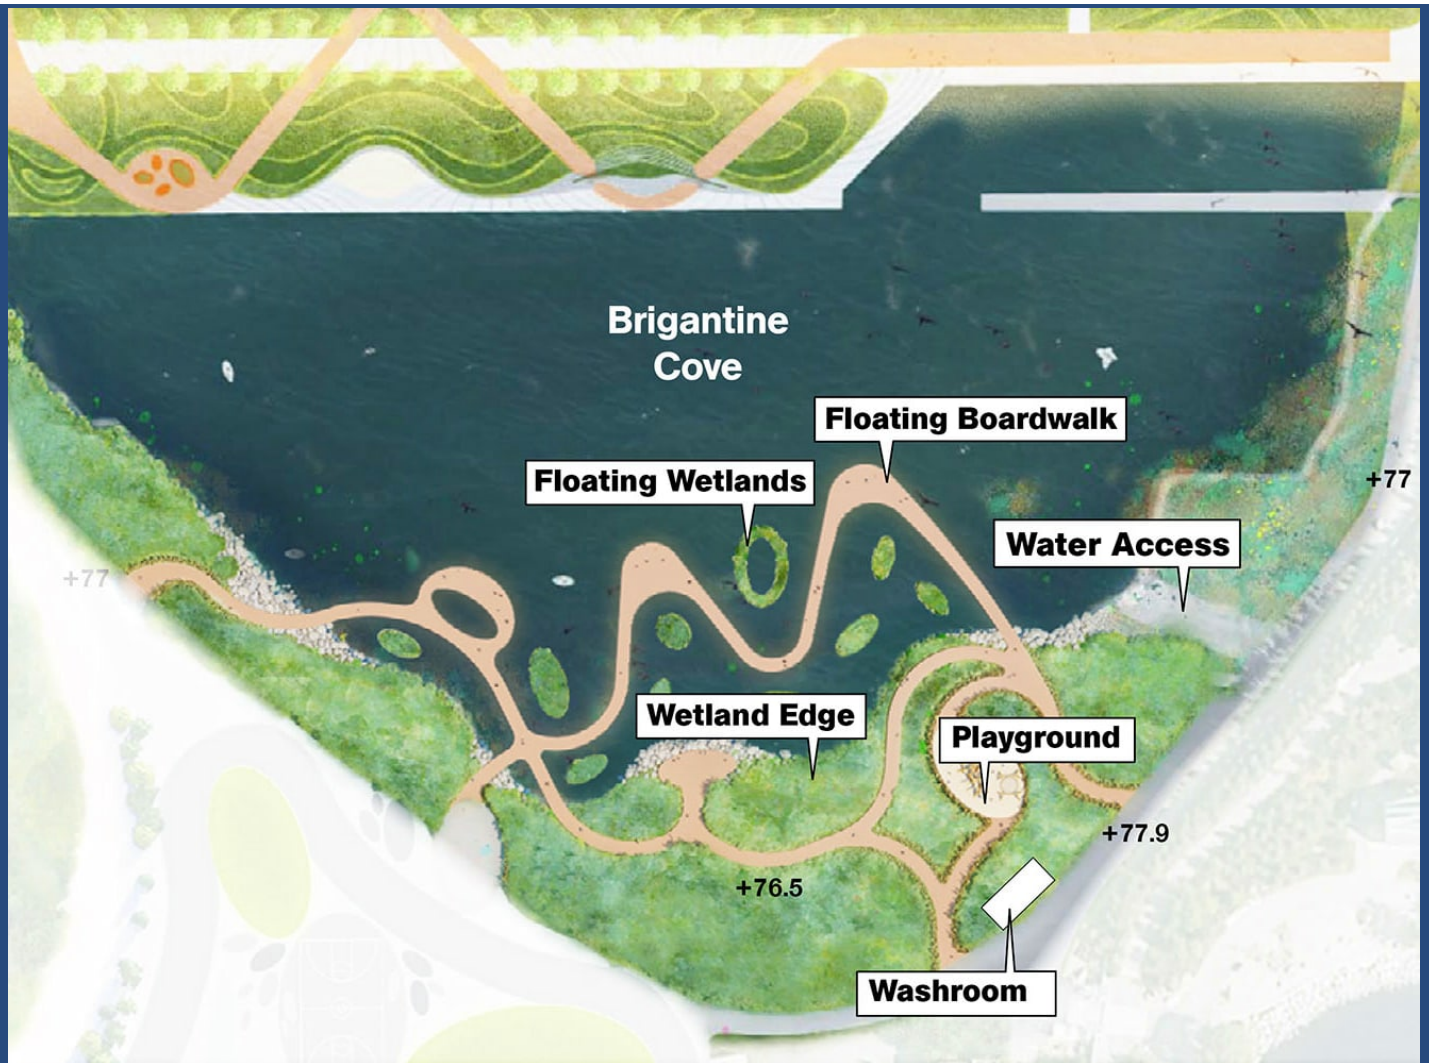 Brigantine
Cove
Floating Boardwalk
Floating Wetlands
+77
Water Access
+77
Wetland Edge
Playground
+77.9
+76.5
Washroom